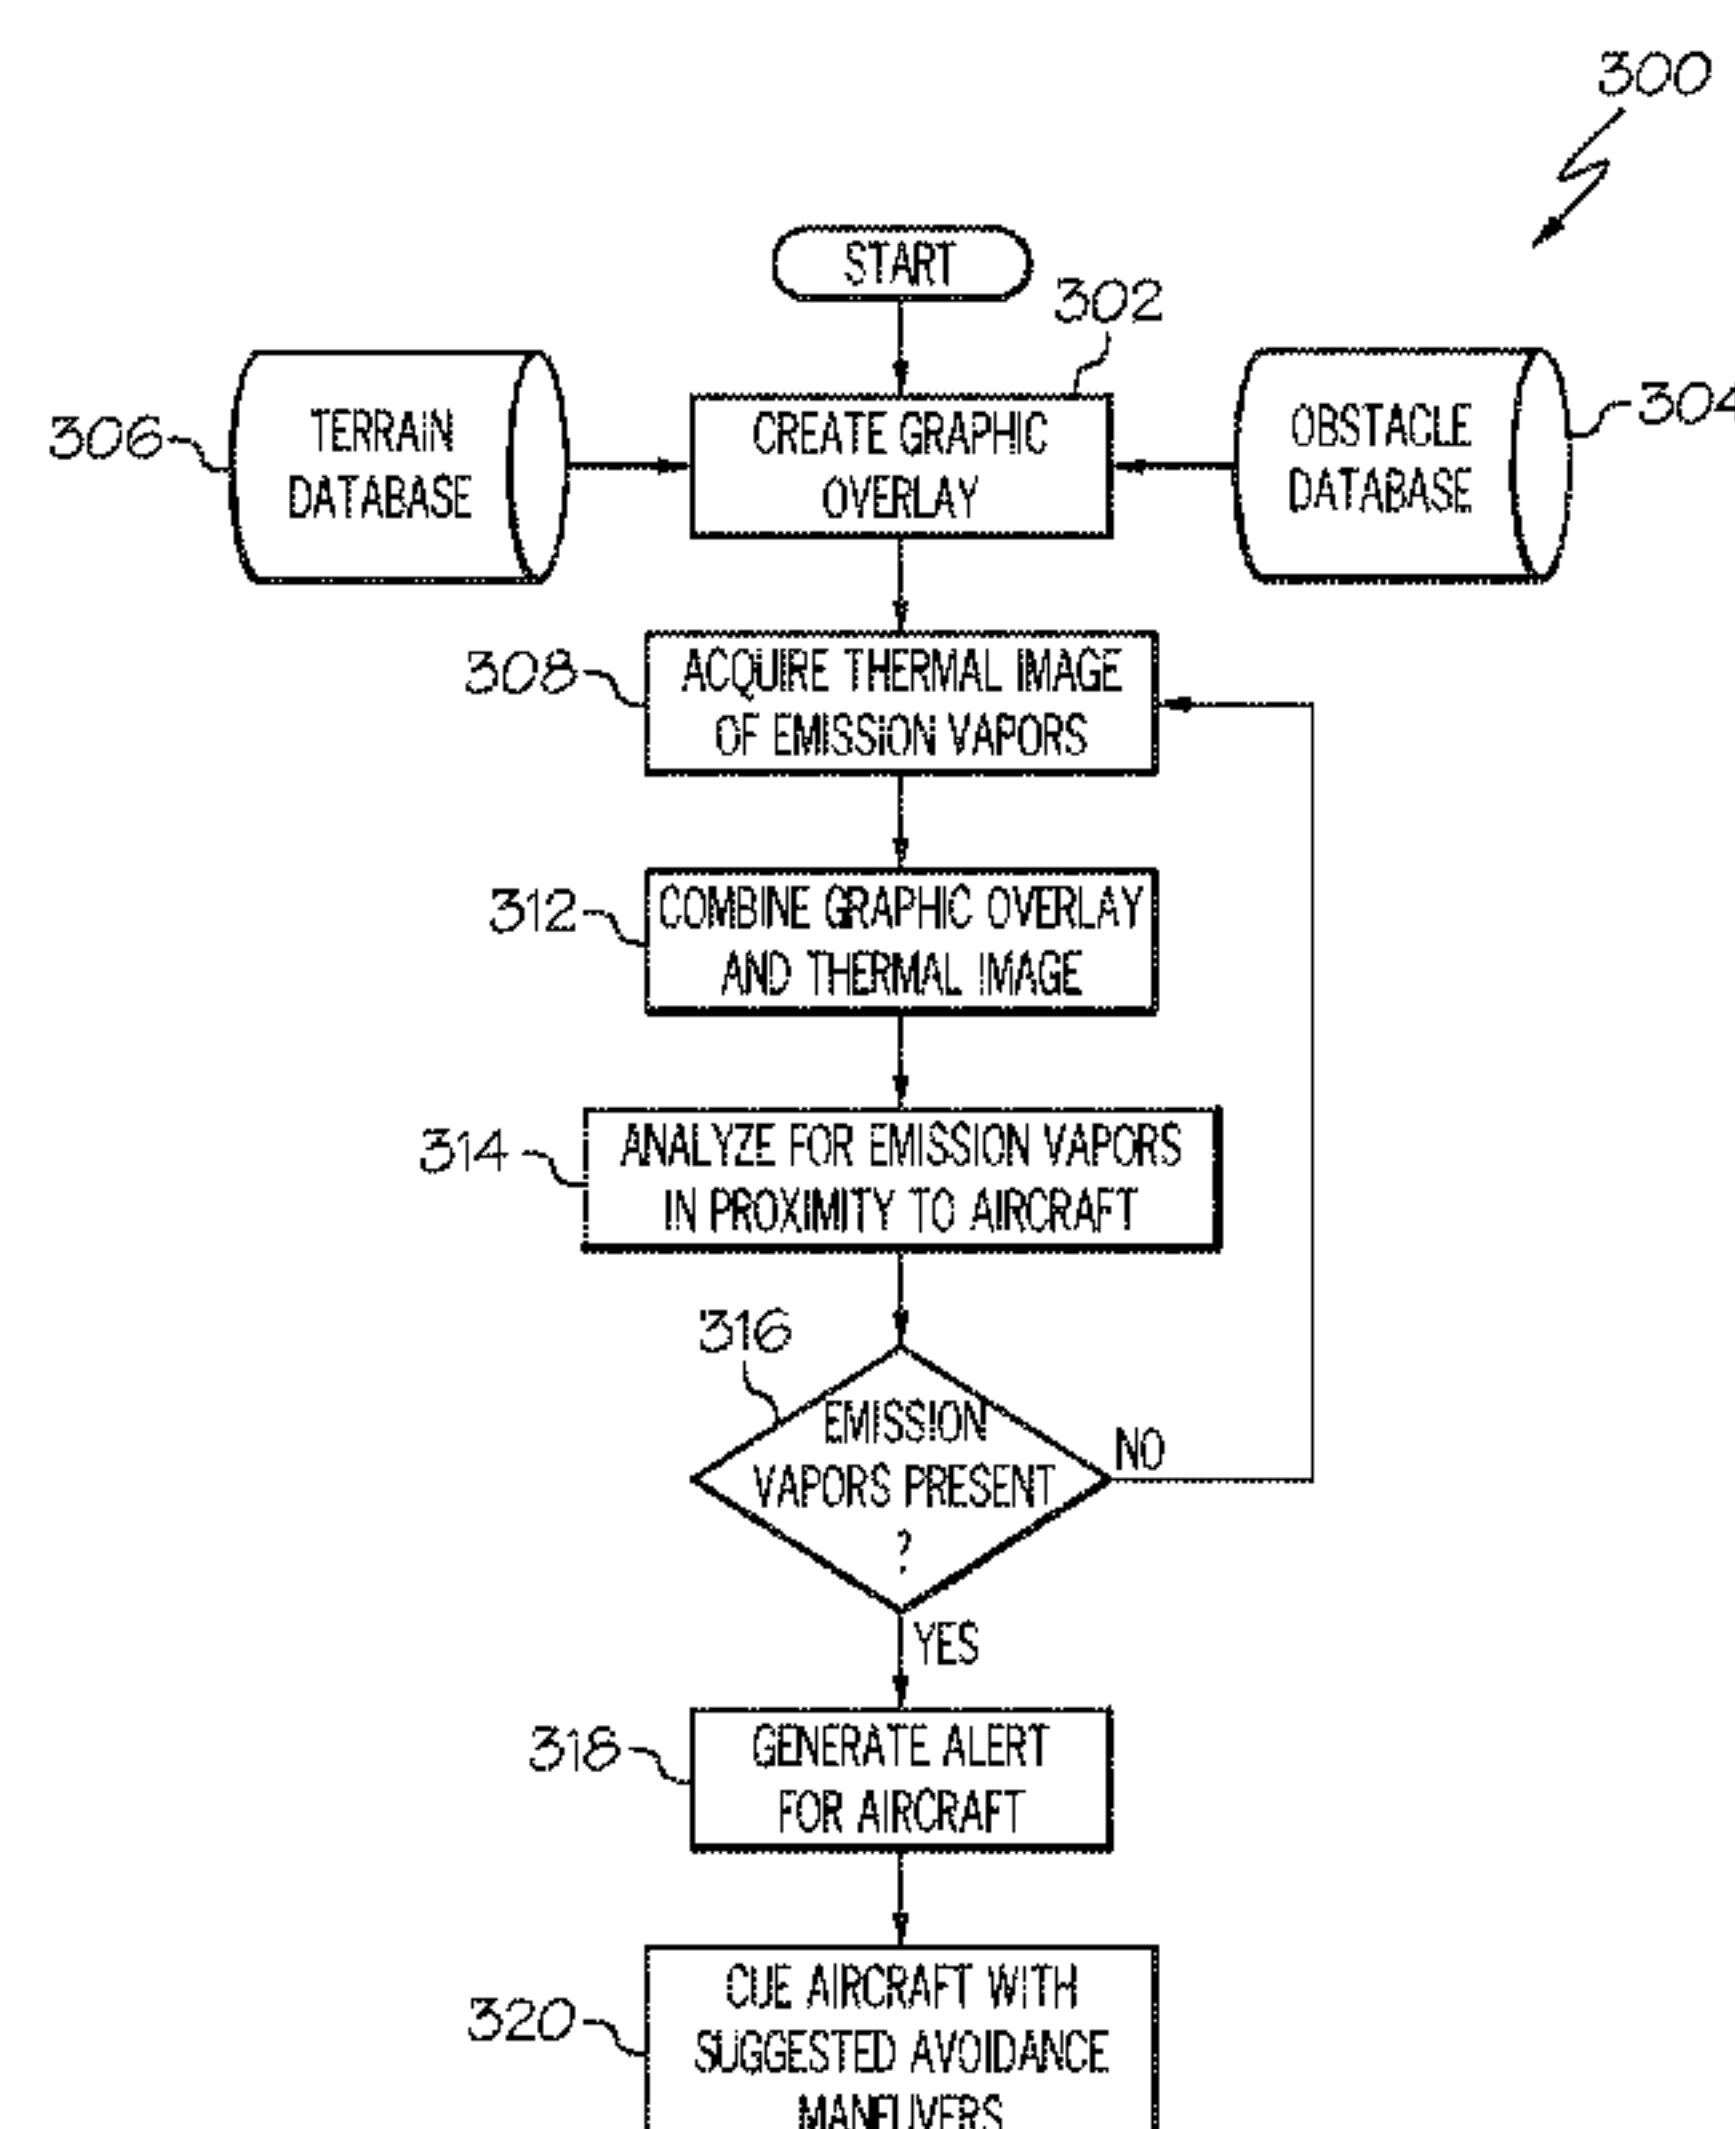 300
START
302
306
TERRAIN
DATABASE
CREATE GRAPHIC
OVERLAY
OBSTACLE
DATABASE
304
308
ACQUIRE THERMAL IMAGE
OF EMISSION VAPORS
312
COMBINE GRAPHIC OVERLAY
AND THERMAL IMAGE
314
ANALYZE FOR EMISSION VAPORS
IN PROXIMITY TO AIRCRAFT
316
EMISSION
VAPORS PRESENT
?
NO
YES
318
GENERATE ALERT
FOR AIRCRAFT
320
CUE AIRCRAFT WITH
SUGGESTED AVOIDANCE
MANEUVERS